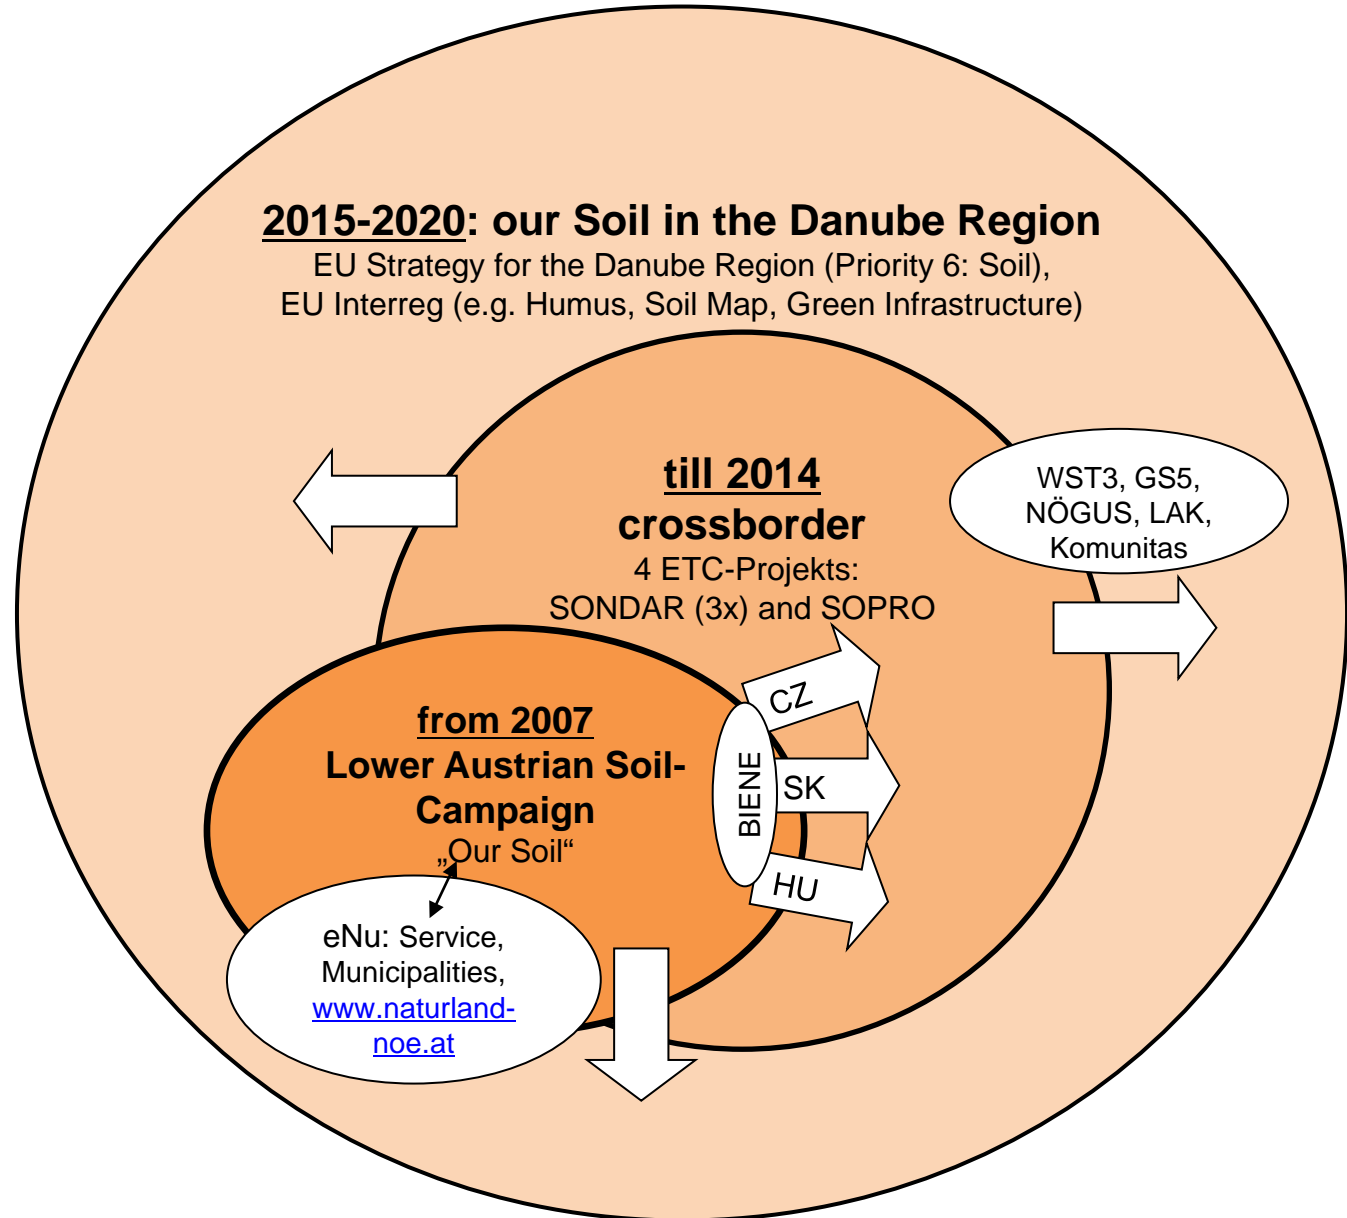 2015-2020: our Soil in the Danube Region
EU Strategy for the Danube Region (Priority 6: Soil),
EU Interreg (e.g. Humus, Soil Map, Green Infrastructure)
till 2014
crossborder
4 ETC-Projekts:
SONDAR (3x) and SOPRO
WST3, GS5,
NÖGUS, LAK,
Komunitas
from 2007
Lower Austrian Soil-
Campaign
„Our Soil“
BIENE
CZ
SK
HU
eNu: Service,
Municipalities,
www.naturland-
noe.at